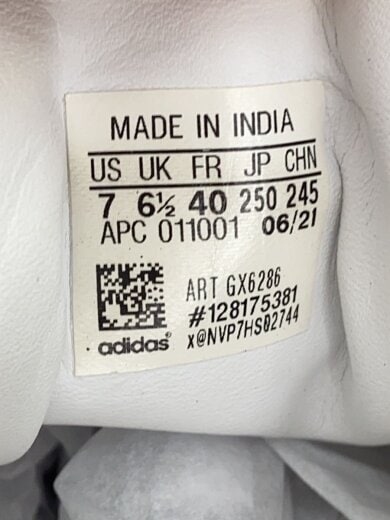 MADE IN INDIA
US UK FR JP CHN
7 6½ 40 250 245
APC 011001 06/21
ART GX6286
#128175381
adidas® x@NVP7HS02744